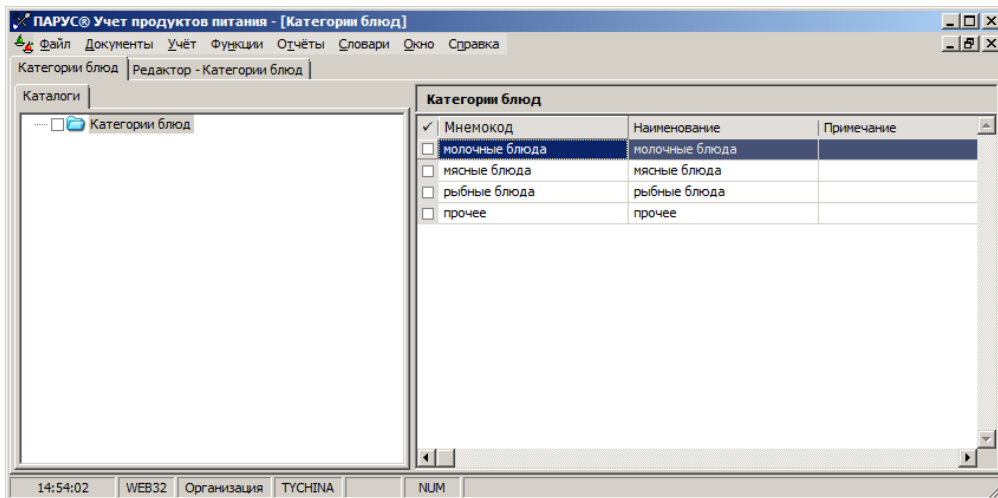 ПАРУС® Учет продуктов питания - [Категории блюд]
Файл Документы Учёт Функции Отчёты Словари Окно Справка
Категории блюд Редактор - Категории блюд
Каталоги
Категории блюд
Категории блюд
Мнемокод Наименование Примечание
молочные блюда молочные блюда
мясные блюда мясные блюда
рыбные блюда рыбные блюда
прочее прочее
14:54:02 WEB32 Организация TYCHINA NUM